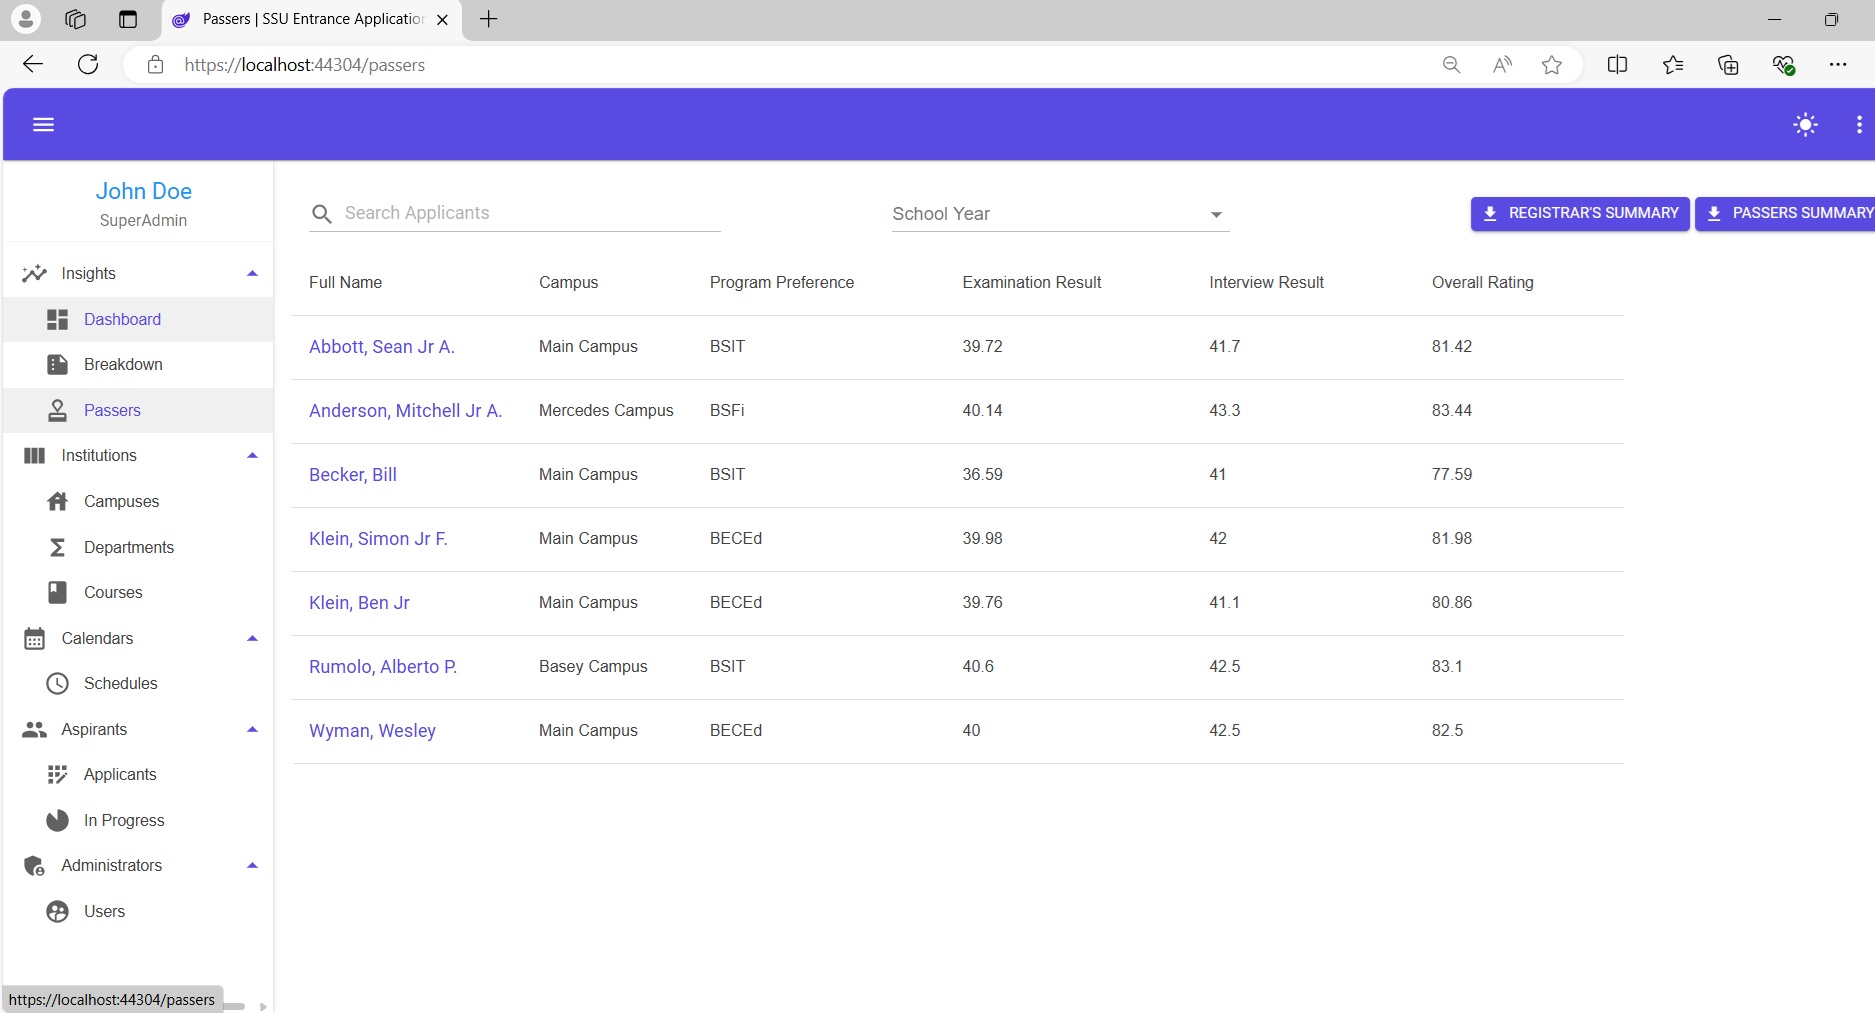 Passers | SSU Entrance Application
https://localhost:44304/passers
John Doe
SuperAdmin
Insights
Dashboard
Breakdown
Passers
Institutions
Campuses
Departments
Courses
Calendars
Schedules
Aspirants
Applicants
In Progress
Administrators
Users
https://localhost:44304/passers
Search Applicants
School Year
REGISTRAR'S SUMMARY
PASSERS SUMMARY
Full Name Campus Program Preference Examination Result Interview Result Overall Rating
Abbott, Sean Jr A. Main Campus BSIT 39.72 41.7 81.42
Anderson, Mitchell Jr A. Mercedes Campus BSFi 40.14 43.3 83.44
Becker, Bill Main Campus BSIT 36.59 41 77.59
Klein, Simon Jr F. Main Campus BECEd 39.98 42 81.98
Klein, Ben Jr Main Campus BECEd 39.76 41.1 80.86
Rumolo, Alberto P. Basey Campus BSIT 40.6 42.5 83.1
Wyman, Wesley Main Campus BECEd 40 42.5 82.5